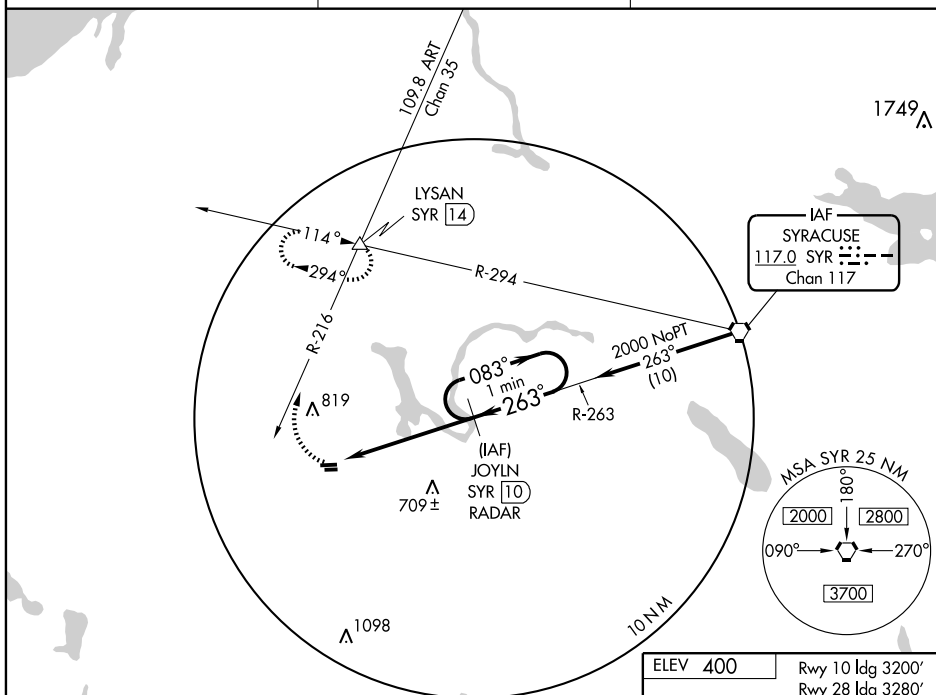 109.8 ART
Chan 35
1749
LYSAN
SYR 14
IAF
SYRACUSE
117.0 SYR
Chan 117
114°
294°
R-294
R-216
2000 NoPT
263°
(10)
083°
1 min
263°
R-263
819
(IAF)
JOYLN
SYR 10
RADAR
709±
MSA SYR 25 NM
180°
2000
2800
090°
270°
3700
1098
10 NM
ELEV 400
Rwy 10 ldg 3200'
Rwy 28 ldg 3280'